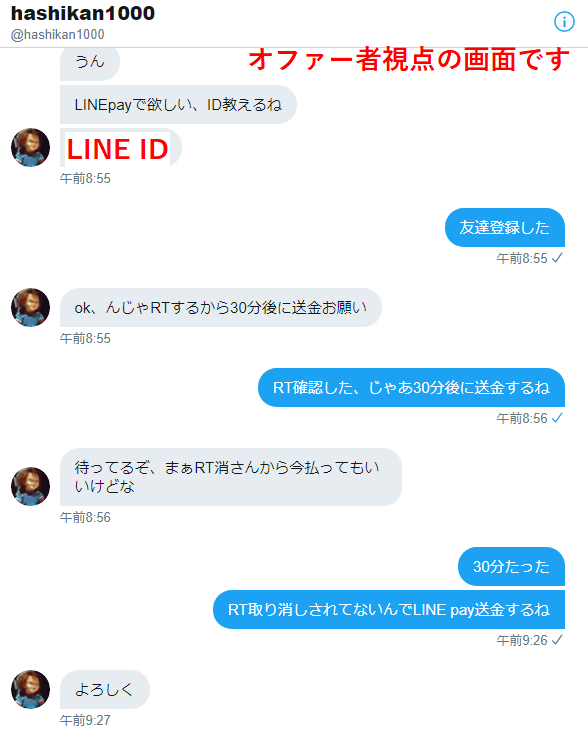 hashikan1000
@hashikan1000
オファー者視点の画面です
うん
LINEpayで欲しい、ID教えるね
LINE ID
午前8:55
友達登録した
午前8:55
ok、んじゃRTするから30分後に送金お願い
午前8:55
RT確認した、じゃあ30分後に送金するね
午前8:56
待ってるぞ、まぁRT消さんから今払ってもい
いけどな
午前8:56
30分たった
RT取り消しされてないんでLINE pay送金するね
午前9:26
よろしく
午前9:27